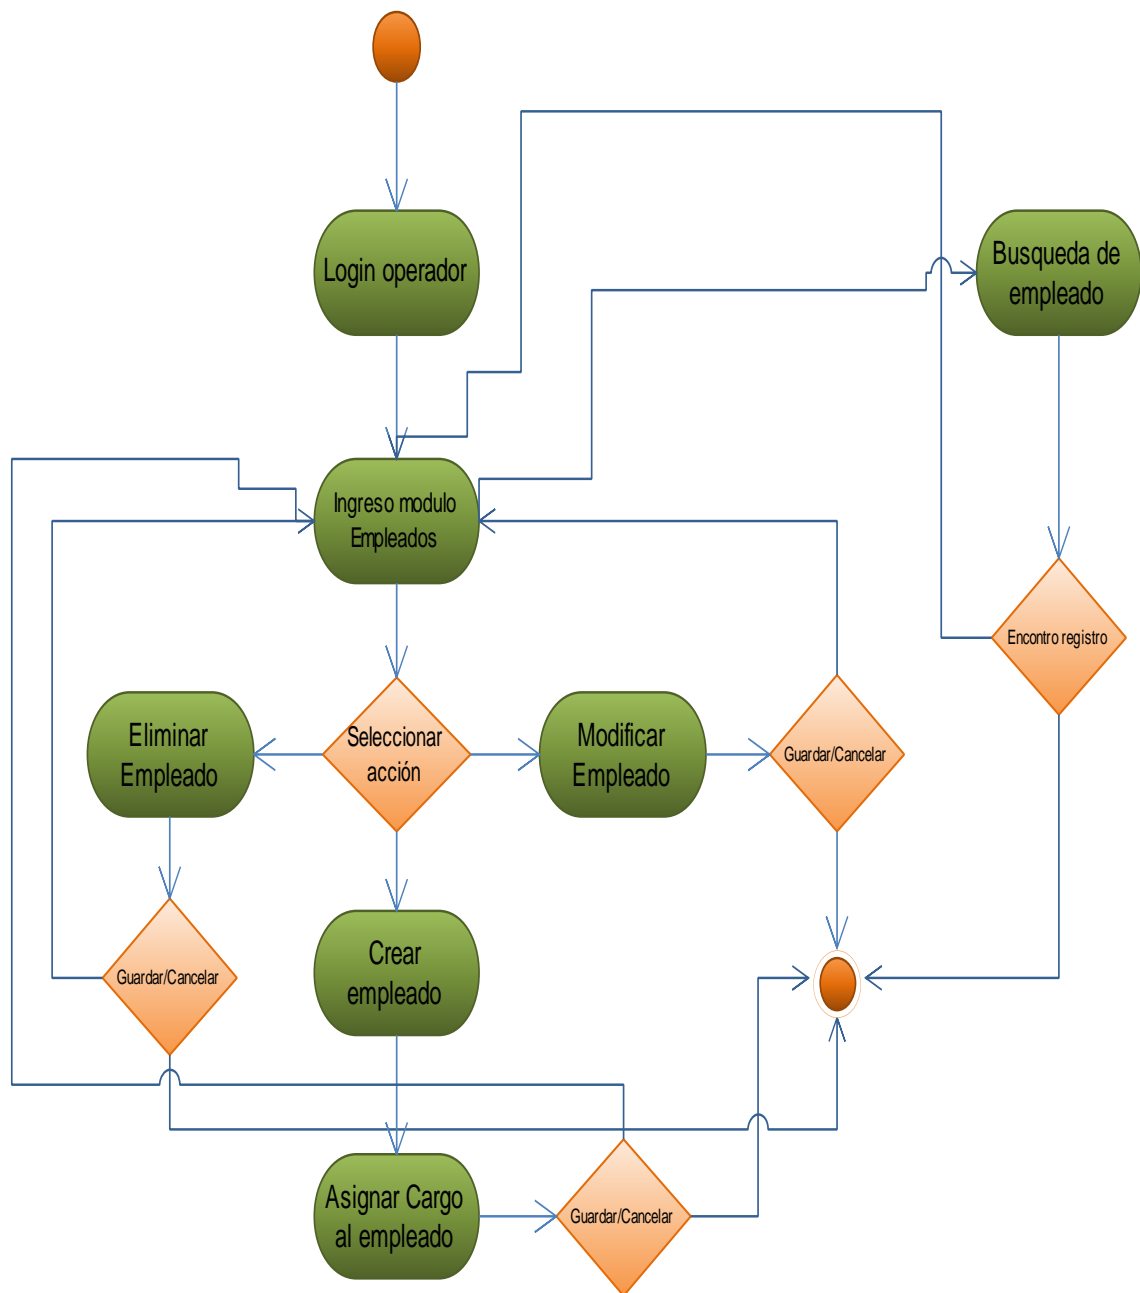 Login operador
Busqueda de
empleado
Ingreso modulo
Empleados
Encontro registro
Eliminar
Empleado
Seleccionar
acción
Modificar
Empleado
Guardar/Cancelar
Guardar/Cancelar
Crear
empleado
Asignar Cargo
al empleado
Guardar/Cancelar